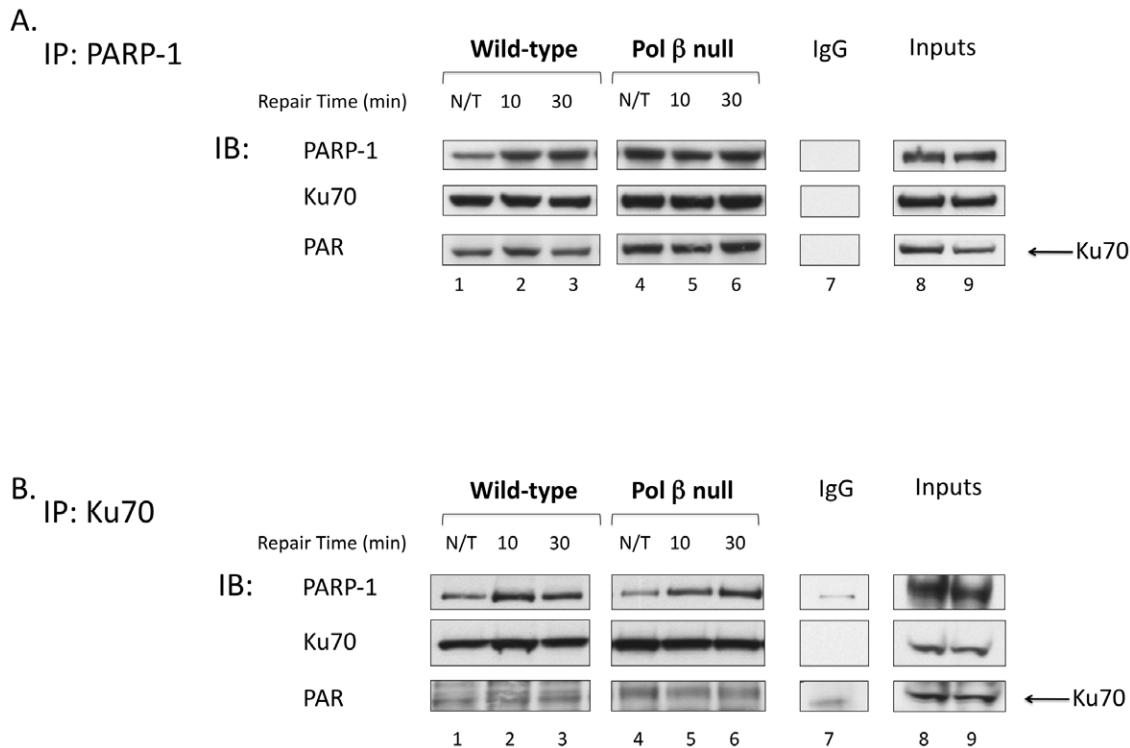 A.
IP: PARP-1
Wild-type Pol β null IgG Inputs
Repair Time (min) N/T 10 30 N/T 10 30
IB: PARP-1
Ku70
PAR ←Ku70
1 2 3 4 5 6 7 8 9
B.
IP: Ku70
Wild-type Pol β null IgG Inputs
Repair Time (min) N/T 10 30 N/T 10 30
IB: PARP-1
Ku70
PAR ←Ku70
1 2 3 4 5 6 7 8 9